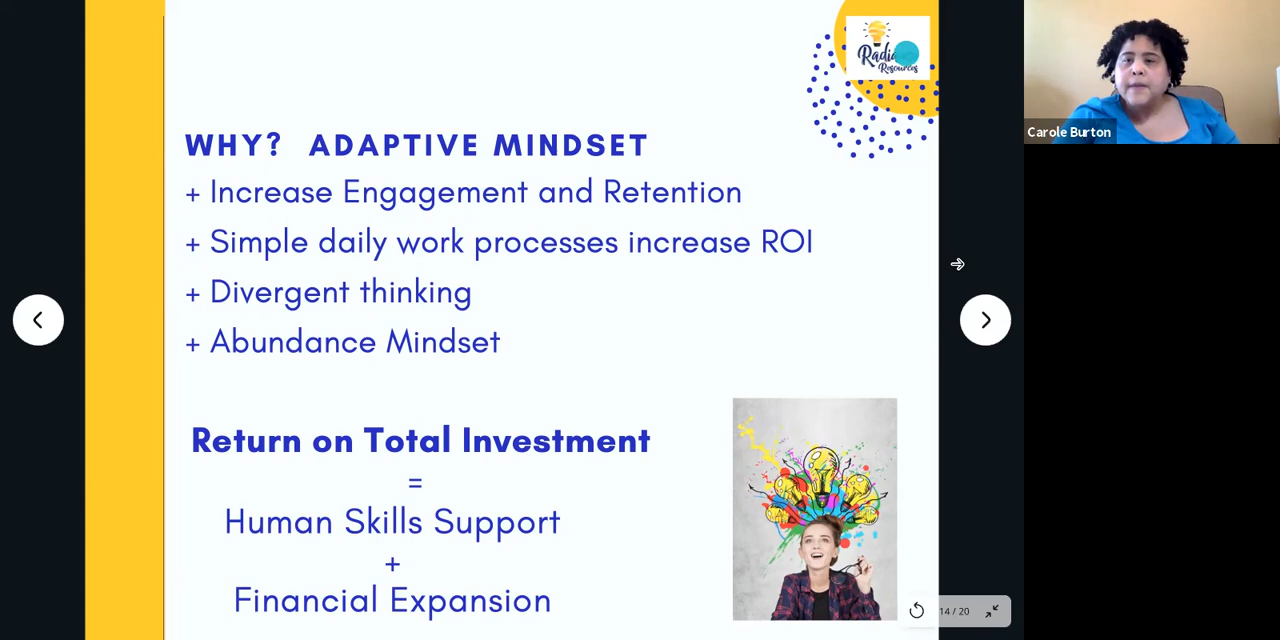 Resources
WHY? ADAPTIVE MINDSET
+ Increase Engagement and Retention
+ Simple daily work processes increase ROI
+ Divergent thinking
+ Abundance Mindset
Return on Total Investment
=
Human Skills Support
+
Financial Expansion
14 / 20
Carole Burton